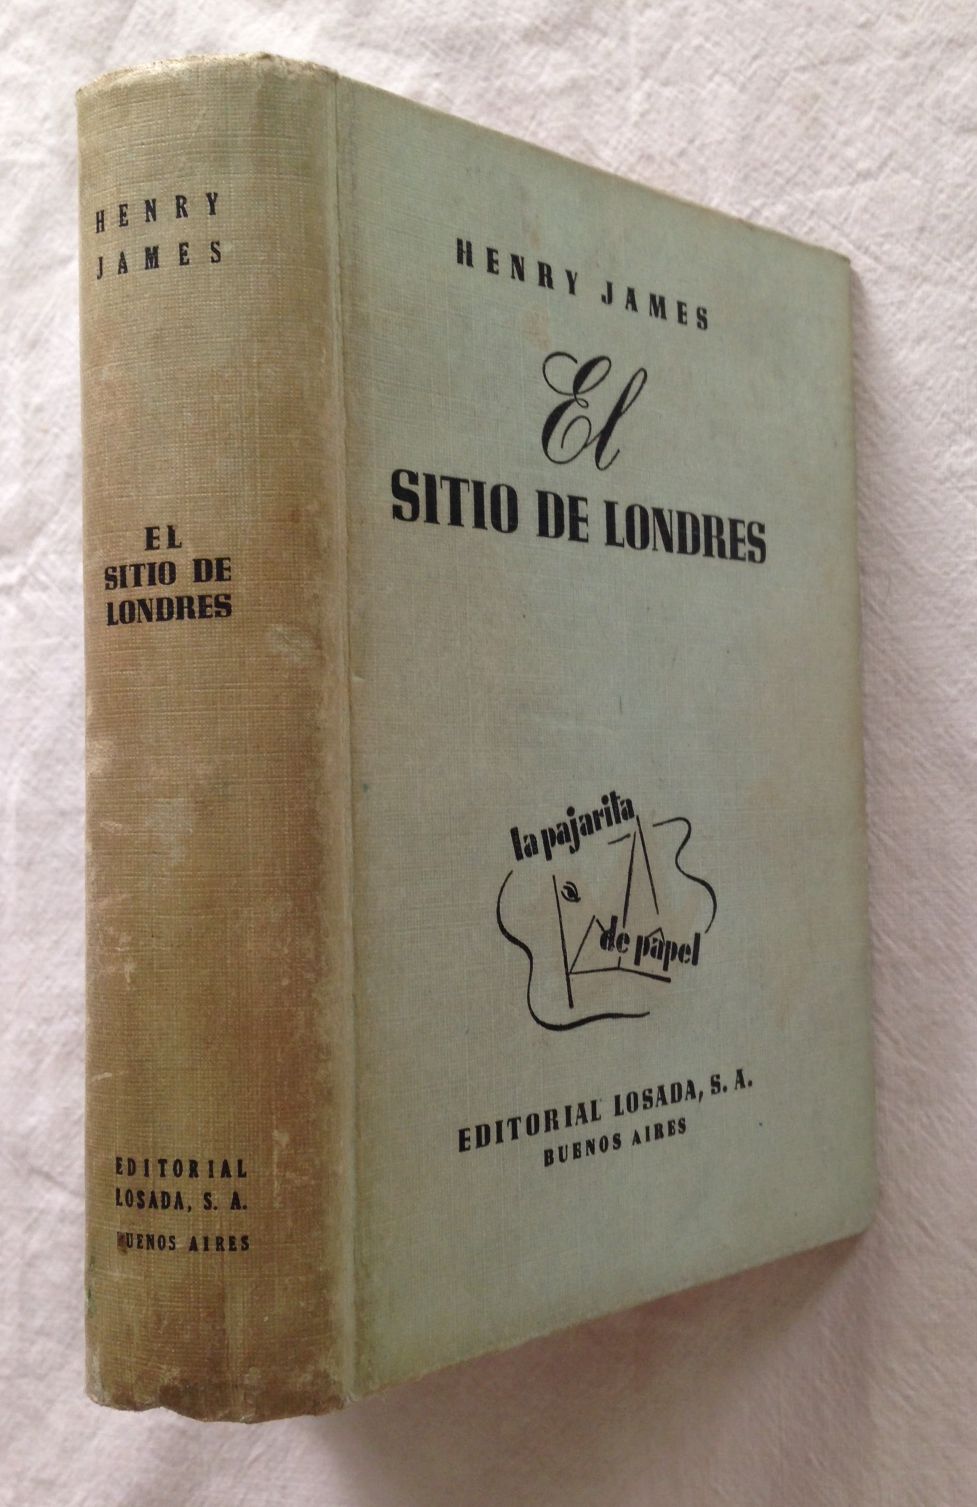 HENRY
JAMES
EL
SITIO DE
LONDRES
EDITORIAL
LOSADA, S. A.
BUENOS AIRES
HENRY JAMES
El
SITIO DE LONDRES
la pajarita
de papel
EDITORIAL LOSADA, S. A.
BUENOS AIRES